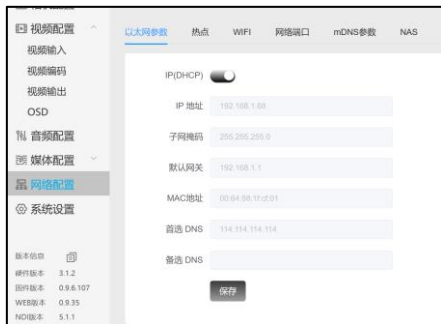 视频配置
视频输入
视频编码
视频输出
OSD
音频配置
媒体配置
网络配置
系统设置
版本信息
硬件版本 3.1.2
固件版本 0.9.6.107
WEB版本 0.9.35
NDI版本 5.1.1
以太网参数 热点 WIFI 网络端口 mDNS参数 NAS
IP(DHCP)
IP 地址 192.168.1.68
子网掩码 255.255.255.0
默认网关 192.168.1.1
MAC地址
首选 DNS 114.114.114.114
备选 DNS
保存